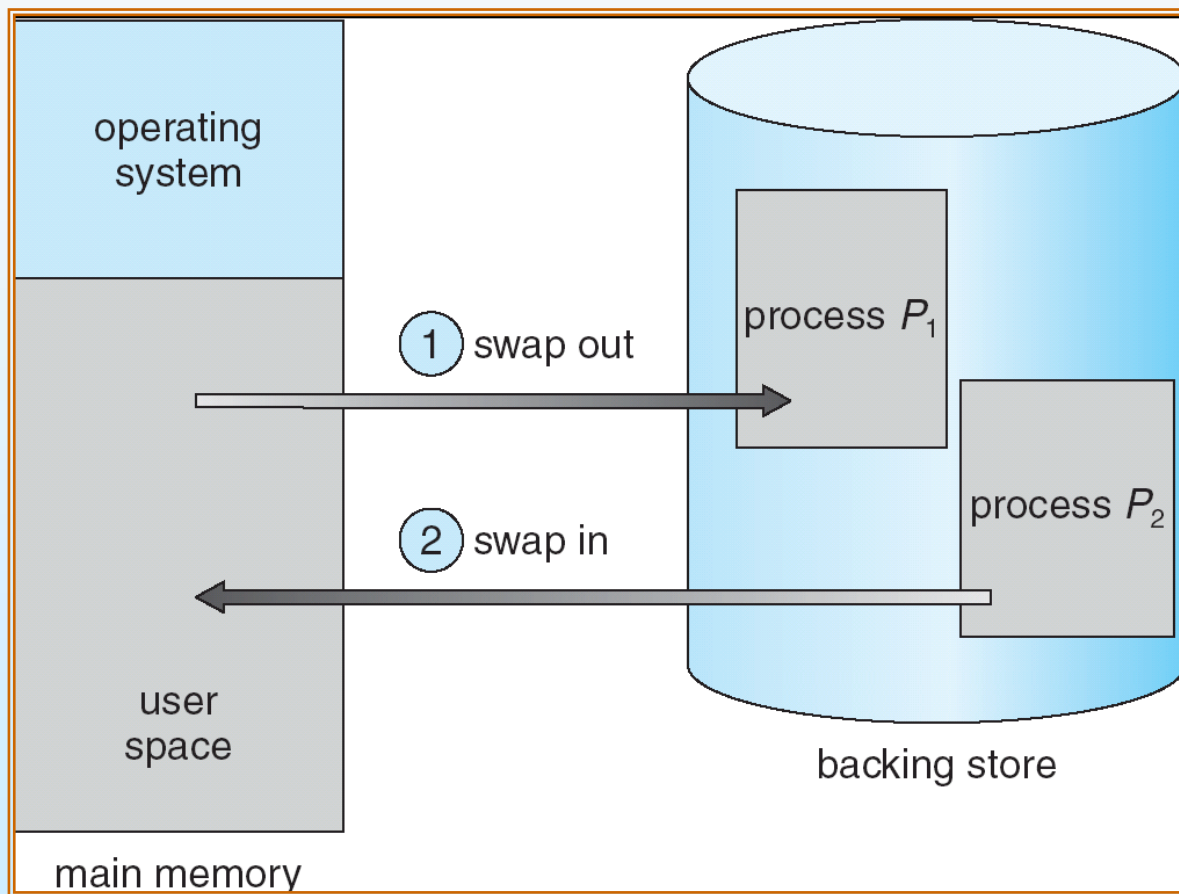 operating
system
process P1
1 swap out
process P2
2 swap in
user
space
backing store
main memory